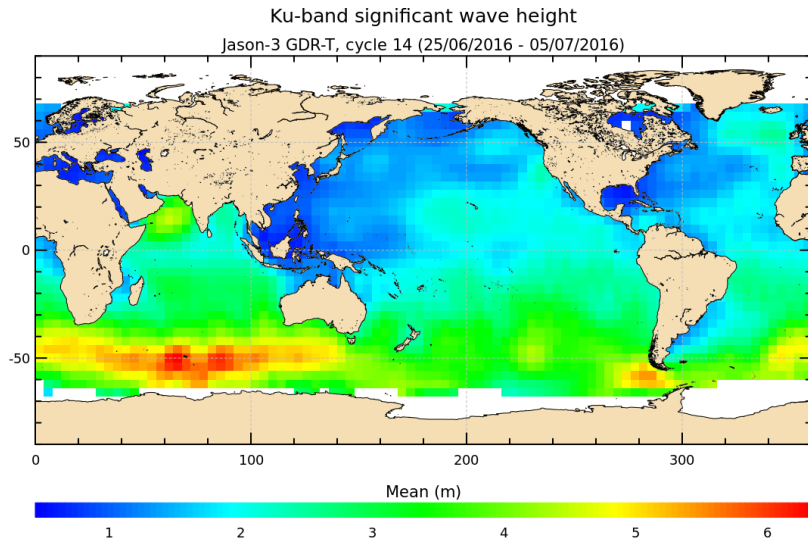 Ku-band significant wave height
Jason-3 GDR-T, cycle 14 (25/06/2016 - 05/07/2016)
50
0
-50
0 100 200 300
Mean (m)
1 2 3 4 5 6